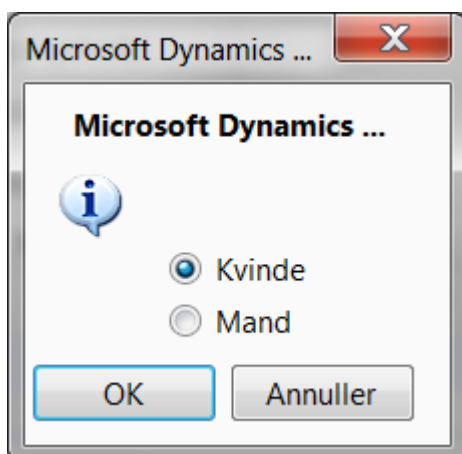 Microsoft Dynamics ...
Microsoft Dynamics ...
Kvinde
Mand
OK Annuller